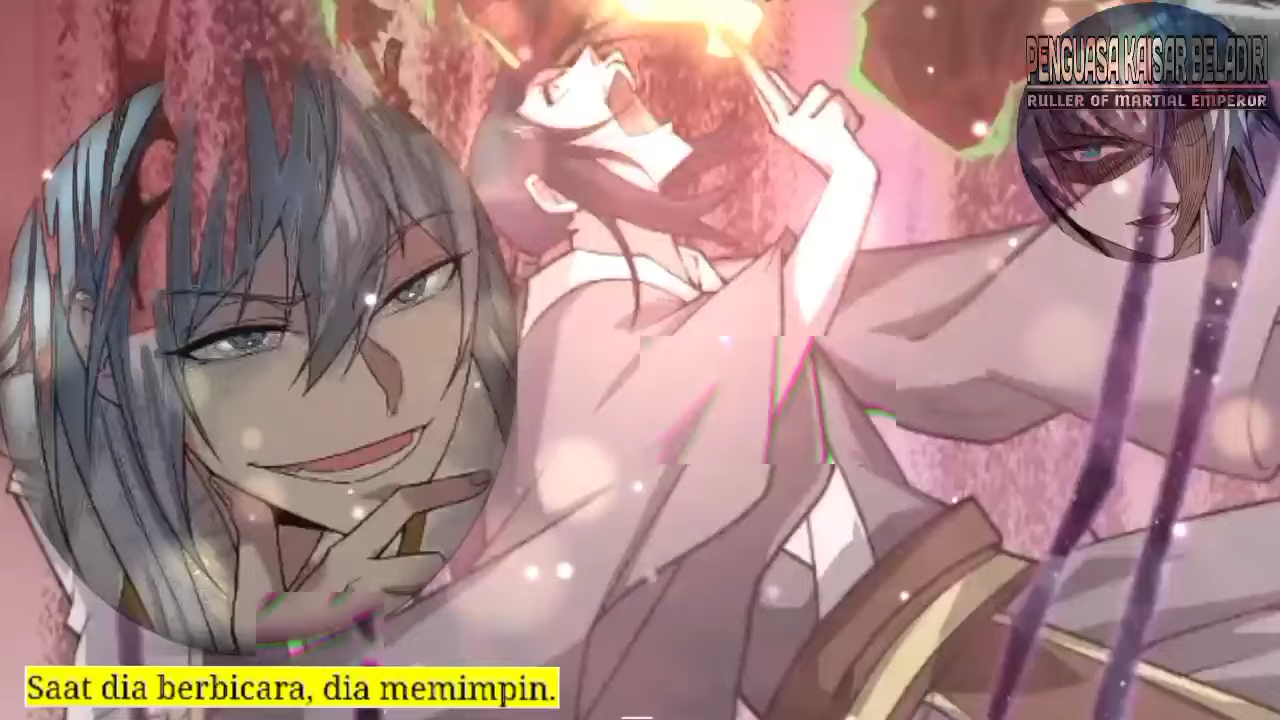 PENGUASA KAISAR BELADIRI
RULLER OF MARTIAL EMPEROR
Saat dia berbicara, dia memimpin.